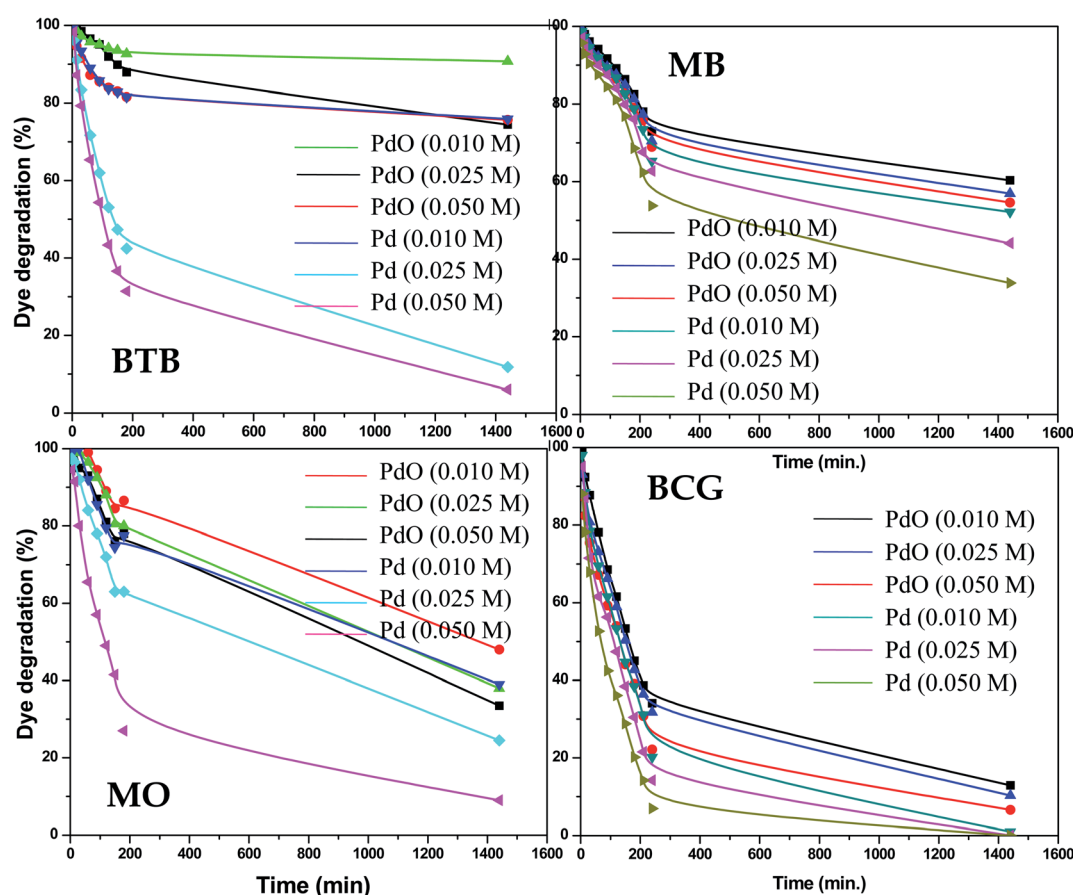 100
80
60
40
20
0
Dye degradation (%)
BTB
PdO (0.010 M)
PdO (0.025 M)
PdO (0.050 M)
Pd (0.010 M)
Pd (0.025 M)
Pd (0.050 M)
0 200 400 600 800 1000 1200 1400 1600
100
80
60
40
20
0
MB
PdO (0.010 M)
PdO (0.025 M)
PdO (0.050 M)
Pd (0.010 M)
Pd (0.025 M)
Pd (0.050 M)
0 200 400 600 800 1000 1200 1400 1600
Time (min.)
100
80
60
40
20
0
Dye degradation (%)
MO
PdO (0.010 M)
PdO (0.025 M)
PdO (0.050 M)
Pd (0.010 M)
Pd (0.025 M)
Pd (0.050 M)
0 200 400 600 800 1000 1200 1400 1600
Time (min)
100
80
60
40
20
0
BCG
PdO (0.010 M)
PdO (0.025 M)
PdO (0.050 M)
Pd (0.010 M)
Pd (0.025 M)
Pd (0.050 M)
0 200 400 600 800 1000 1200 1400 1600
Time (min.)